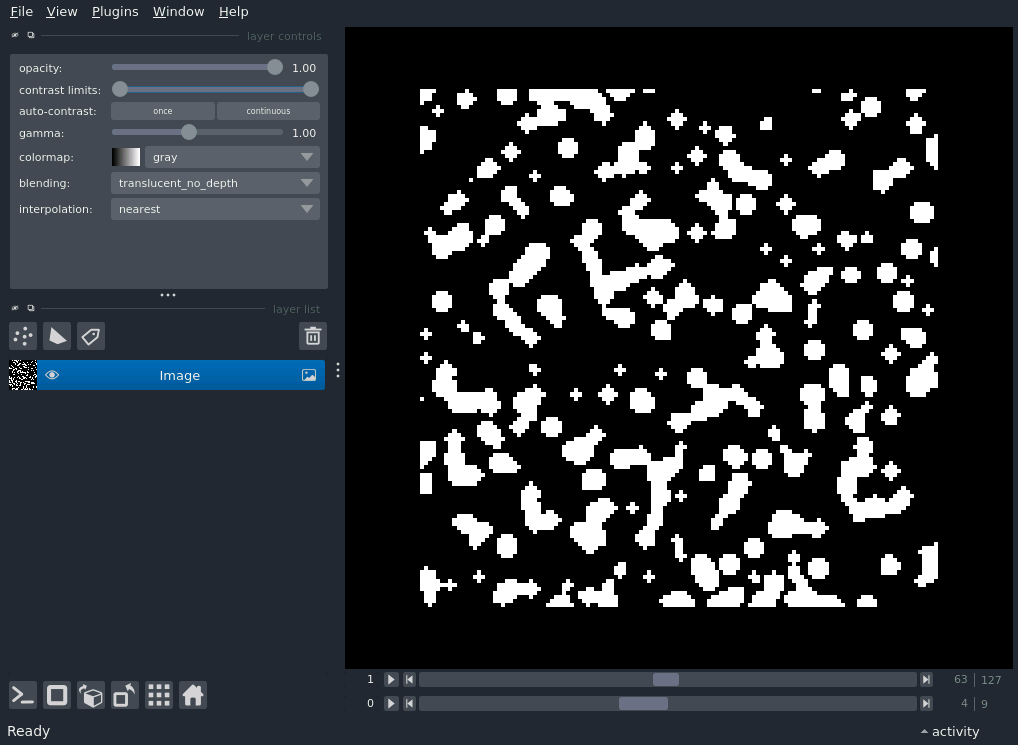 File View Plugins Window Help
layer controls
opacity: 1.00
contrast limits:
auto-contrast: once continuous
gamma: 1.00
colormap: gray
blending: translucent_no_depth
interpolation: nearest
layer list
Image
1 63 127
0 4 9
Ready activity